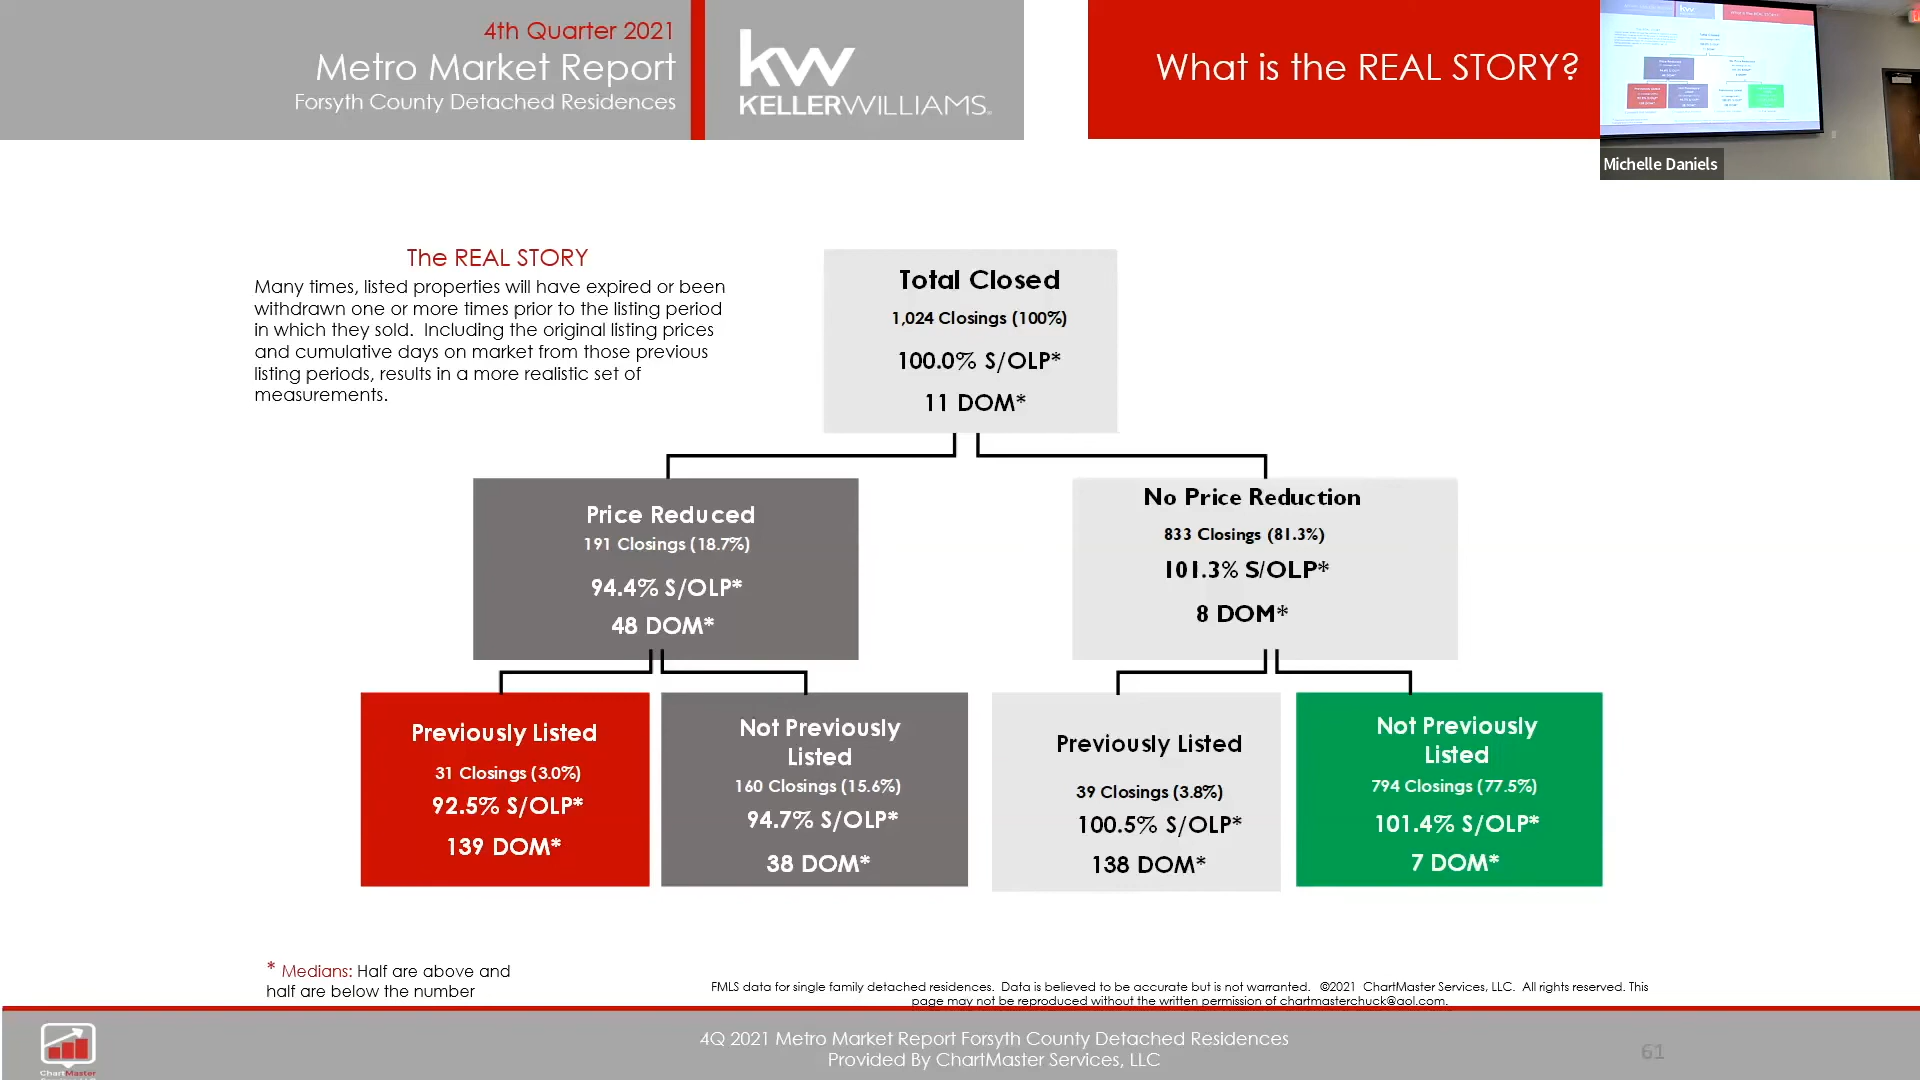 4th Quarter 2021
Metro Market Report
Forsyth County Detached Residences
kw
KELLERWILLIAMS.
What is the REAL STORY?
Michelle Daniels
The REAL STORY
Many times, listed properties will have expired or been
withdrawn one or more times prior to the listing period
in which they sold. Including the original listing prices
and cumulative days on market from those previous
listing periods, results in a more realistic set of
measurements.
Total Closed
1,024 Closings (100%)
100.0% S/OLP*
11 DOM*
Price Reduced
191 Closings (18.7%)
94.4% S/OLP*
48 DOM*
No Price Reduction
833 Closings (81.3%)
101.3% S/OLP*
8 DOM*
Previously Listed
31 Closings (3.0%)
92.5% S/OLP*
139 DOM*
Not Previously
Listed
160 Closings (15.6%)
94.7% S/OLP*
38 DOM*
Previously Listed
39 Closings (3.8%)
100.5% S/OLP*
138 DOM*
Not Previously
Listed
794 Closings (77.5%)
101.4% S/OLP*
7 DOM*
* Medians: Half are above and
half are below the number
FMLS data for single family detached residences. Data is believed to be accurate but is not warranted. ©2021 ChartMaster Services, LLC. All rights reserved. This
page may not be reproduced without the written permission of chartmasterchuck@aol.com.
ChartMaster
4Q 2021 Metro Market Report Forsyth County Detached Residences
Provided By ChartMaster Services, LLC
61